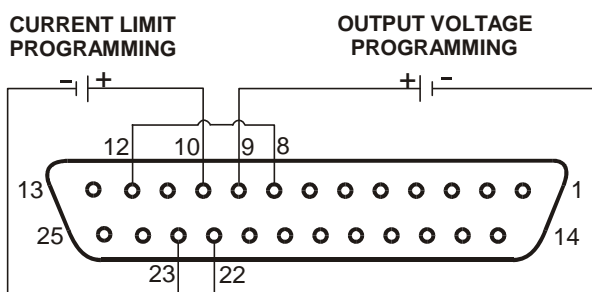 CURRENT LIMIT
PROGRAMMING
OUTPUT VOLTAGE
PROGRAMMING
- +
+ -
12 10 9 8
13 1
25 14
23 22